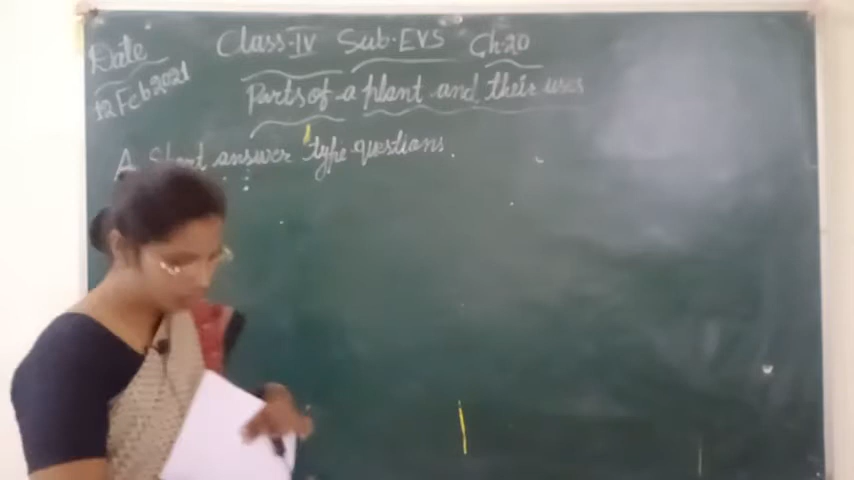 Date
12 Feb 2021
Class-IV Sub-EVS Ch-20
Parts of a plant and their uses
A. Short answer type questions.